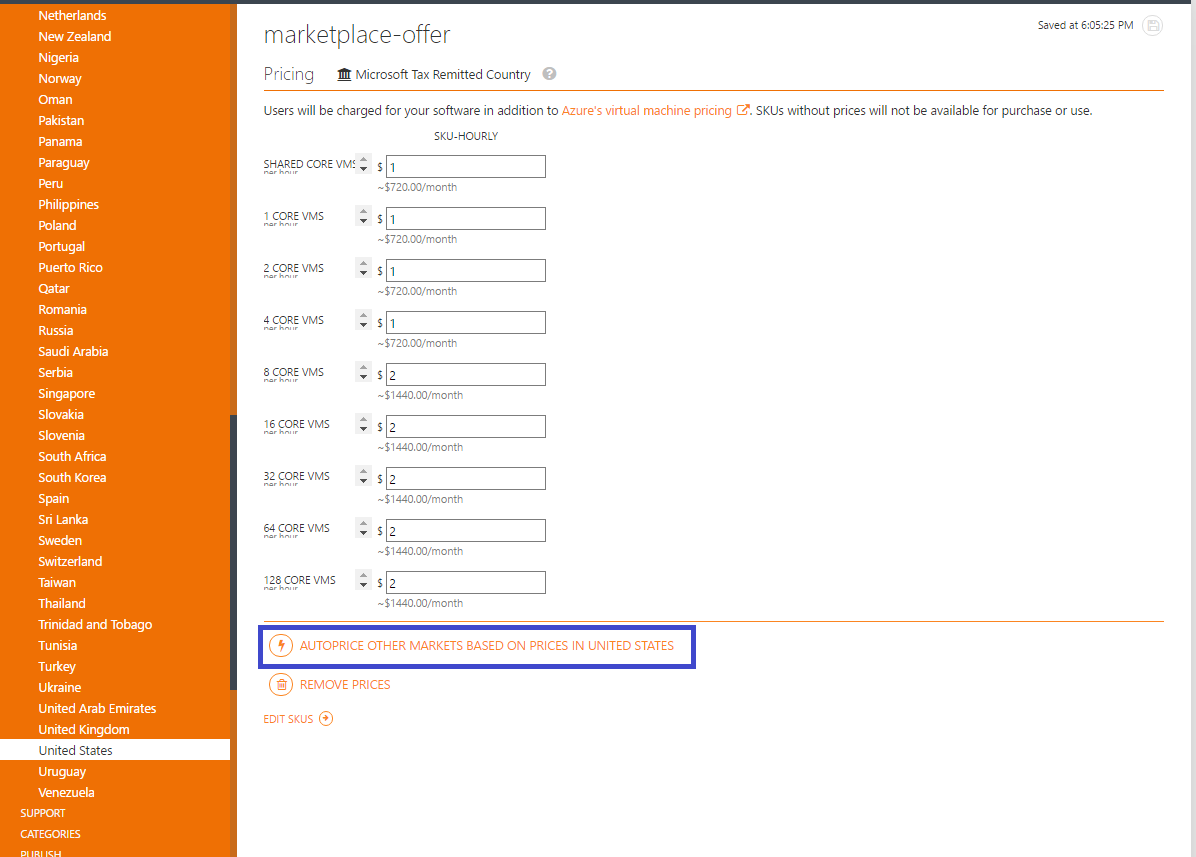 Netherlands
New Zealand
Nigeria
Norway
Oman
Pakistan
Panama
Paraguay
Peru
Philippines
Poland
Portugal
Puerto Rico
Qatar
Romania
Russia
Saudi Arabia
Serbia
Singapore
Slovakia
Slovenia
South Africa
South Korea
Spain
Sri Lanka
Sweden
Switzerland
Taiwan
Thailand
Trinidad and Tobago
Tunisia
Turkey
Ukraine
United Arab Emirates
United Kingdom
United States
Uruguay
Venezuela
SUPPORT
CATEGORIES
PUBLISH
marketplace-offer
Saved at 6:05:25 PM
Pricing Microsoft Tax Remitted Country ?
Users will be charged for your software in addition to Azure's virtual machine pricing. SKUs without prices will not be available for purchase or use.
SKU-HOURLY
SHARED CORE VMS $ 1
per hour
~$720.00/month
1 CORE VMS $ 1
per hour
~$720.00/month
2 CORE VMS $ 1
per hour
~$720.00/month
4 CORE VMS $ 1
per hour
~$720.00/month
8 CORE VMS $ 2
per hour
~$1440.00/month
16 CORE VMS $ 2
per hour
~$1440.00/month
32 CORE VMS $ 2
per hour
~$1440.00/month
64 CORE VMS $ 2
per hour
~$1440.00/month
128 CORE VMS $ 2
per hour
~$1440.00/month
AUTOPRICE OTHER MARKETS BASED ON PRICES IN UNITED STATES
REMOVE PRICES
EDIT SKUS